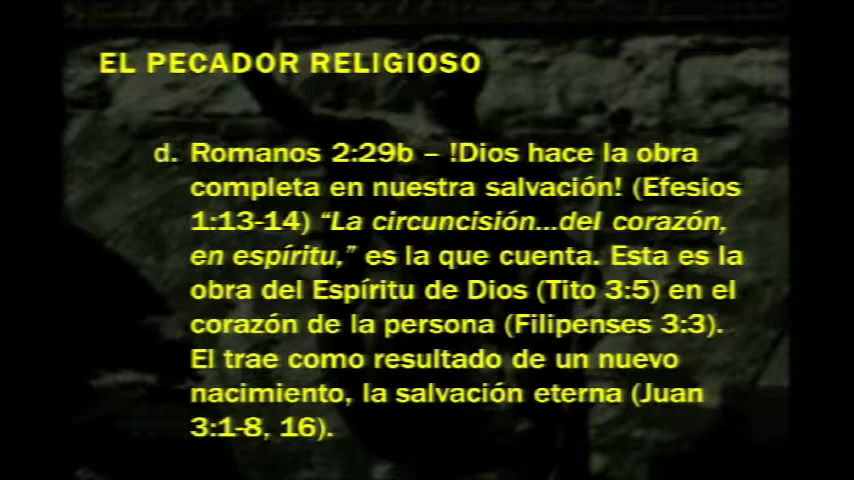 EL PECADOR RELIGIOSO
d. Romanos 2:29b – !Dios hace la obra
completa en nuestra salvación! (Efesios
1:13-14) “La circuncisión...del corazón,
en espíritu,” es la que cuenta. Esta es la
obra del Espíritu de Dios (Tito 3:5) en el
corazón de la persona (Filipenses 3:3).
El trae como resultado de un nuevo
nacimiento, la salvación eterna (Juan
3:1-8, 16).